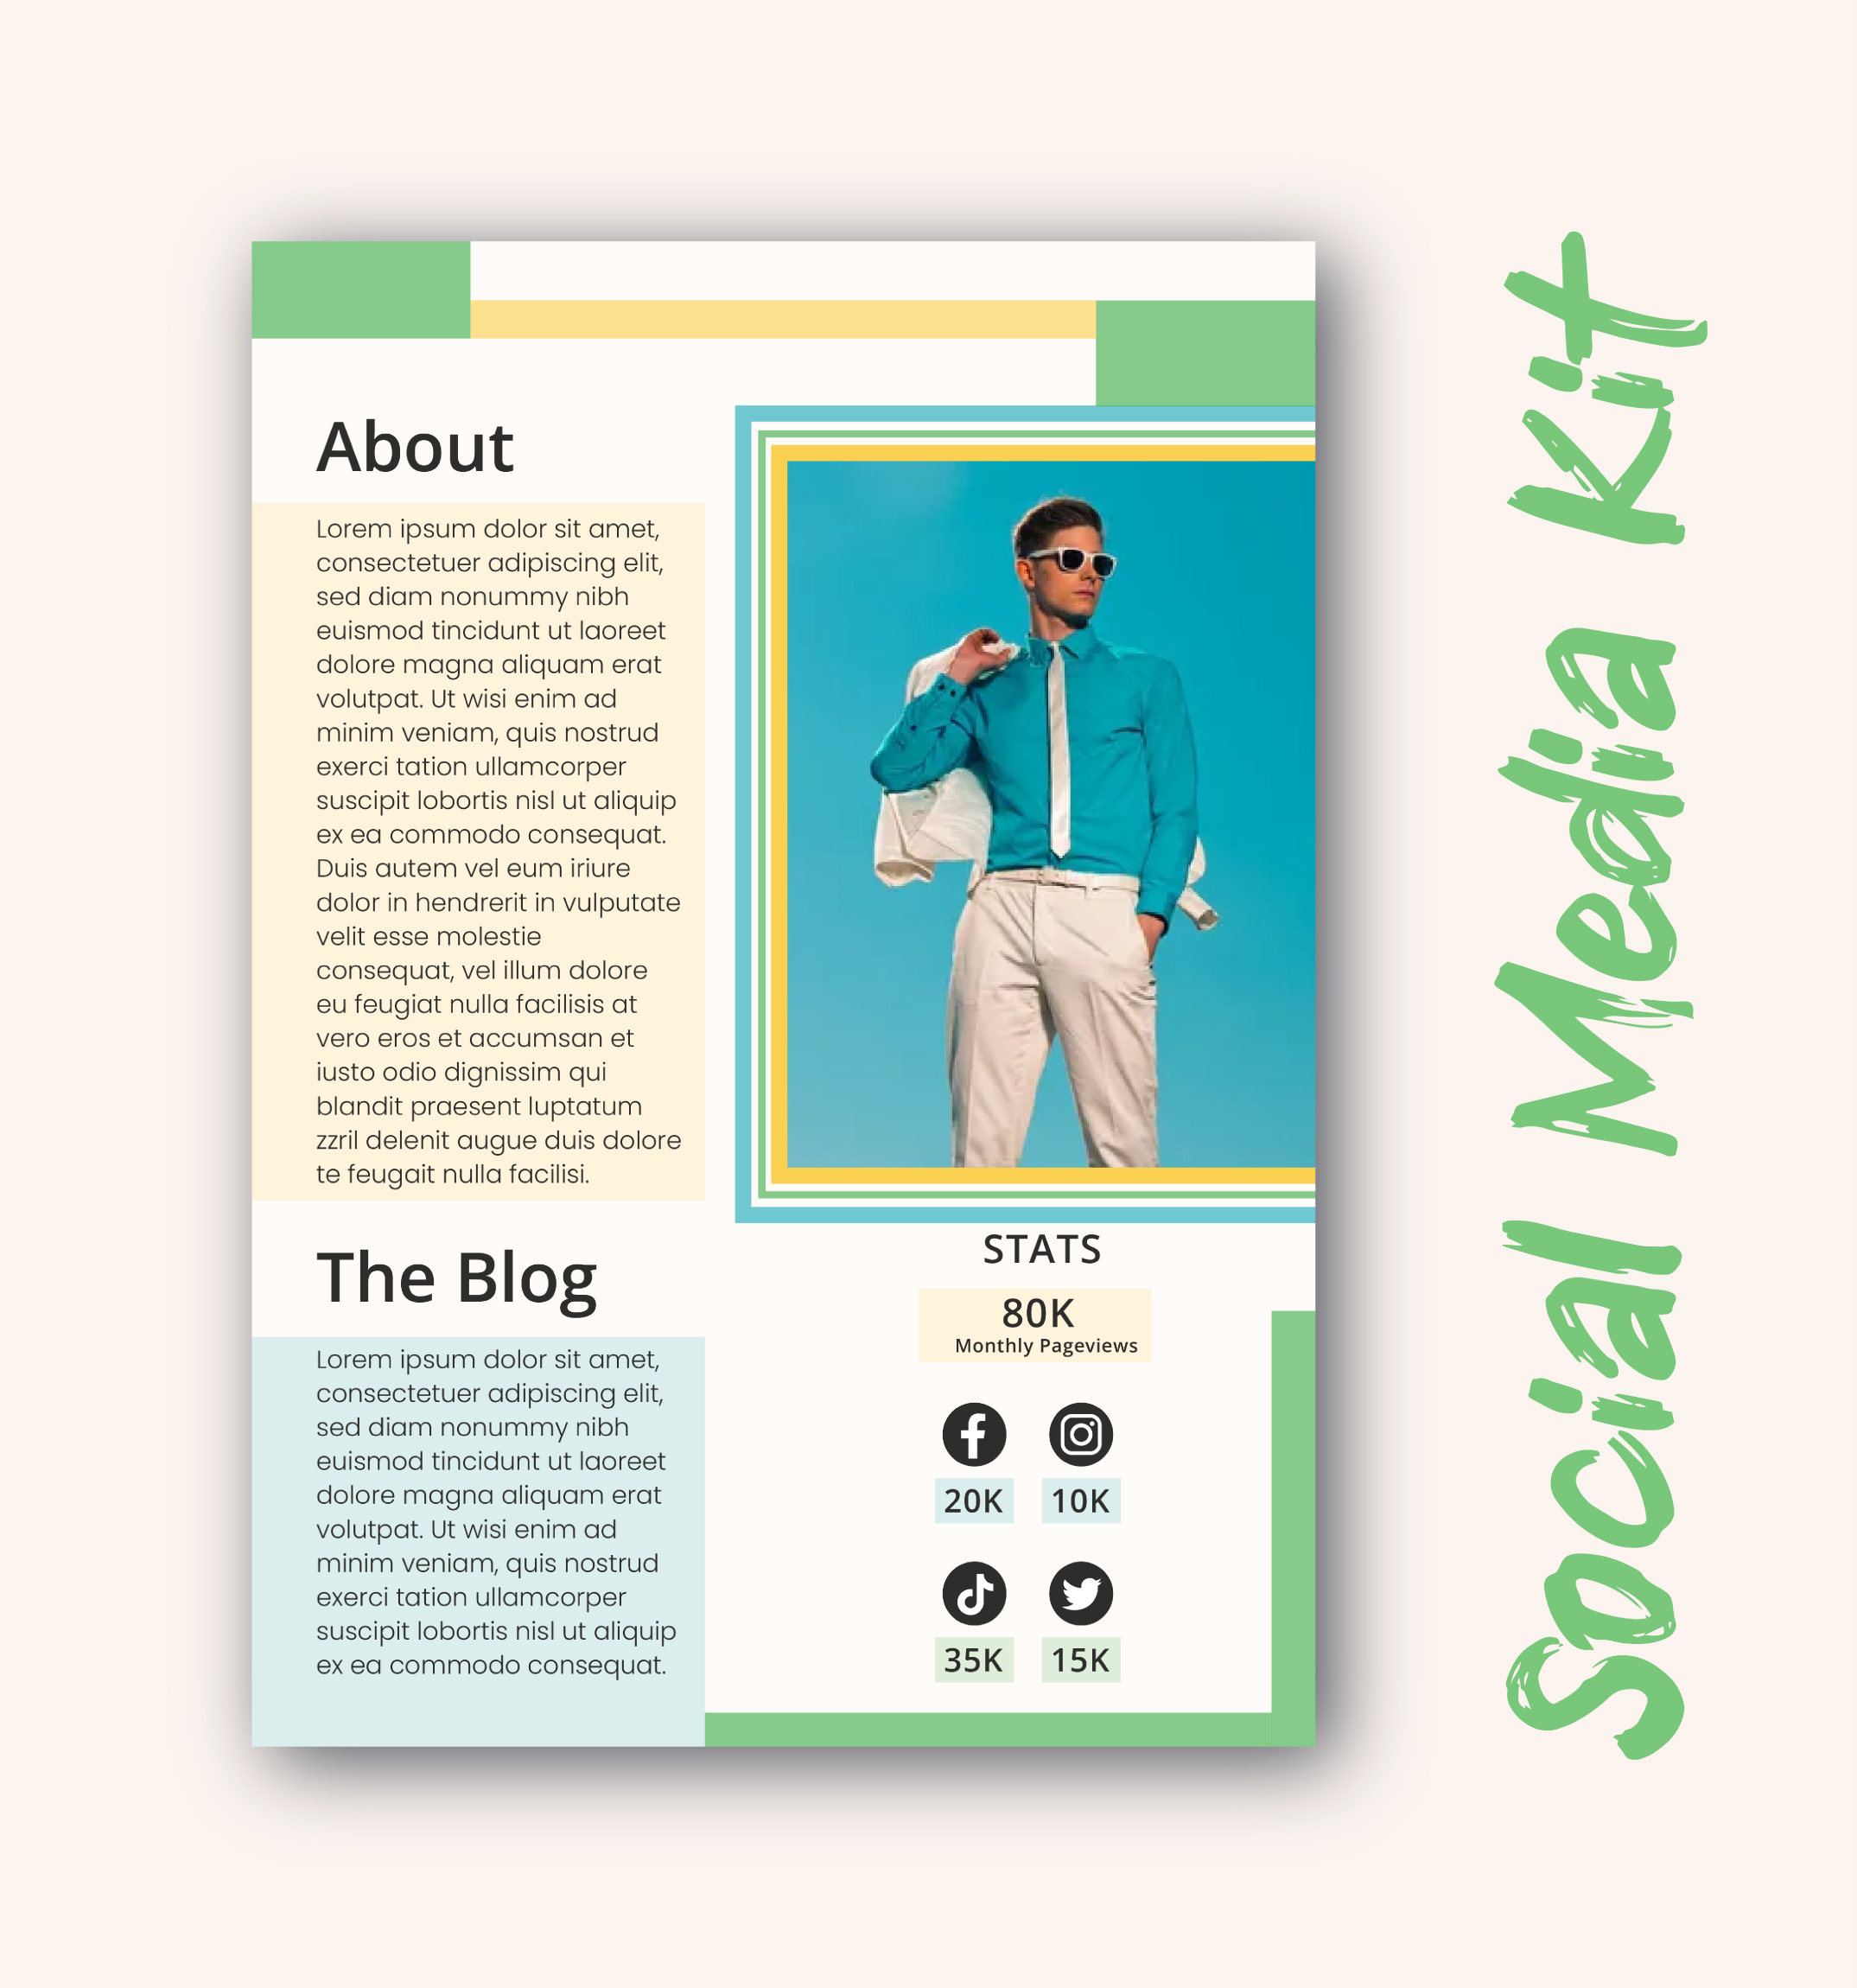 About
Lorem ipsum dolor sit amet,
consectetuer adipiscing elit,
sed diam nonummy nibh
euismod tincidunt ut laoreet
dolore magna aliquam erat
volutpat. Ut wisi enim ad
minim veniam, quis nostrud
exerci tation ullamcorper
suscipit lobortis nisl ut aliquip
ex ea commodo consequat.
Duis autem vel eum iriure
dolor in hendrerit in vulputate
velit esse molestie
consequat, vel illum dolore
eu feugiat nulla facilisis at
vero eros et accumsan et
iusto odio dignissim qui
blandit praesent luptatum
zzril delenit augue duis dolore
te feugait nulla facilisi.
The Blog
Lorem ipsum dolor sit amet,
consectetuer adipiscing elit,
sed diam nonummy nibh
euismod tincidunt ut laoreet
dolore magna aliquam erat
volutpat. Ut wisi enim ad
minim veniam, quis nostrud
exerci tation ullamcorper
suscipit lobortis nisl ut aliquip
ex ea commodo consequat.
STATS
80K
Monthly Pageviews
20K 10K
35K 15K
Social Media Kit